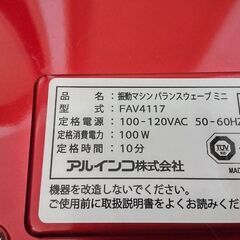 品名：振動マシン バランスウェーブ ミニ
型式：FAV4117
定格電源：100-120VAC 50-60HZ
定格消費電力：100W
定格時間：10分
アルインコ株式会社
TÜV
MADE
機器を改造しないでください。
ご使用前に取扱説明書をよくお読み